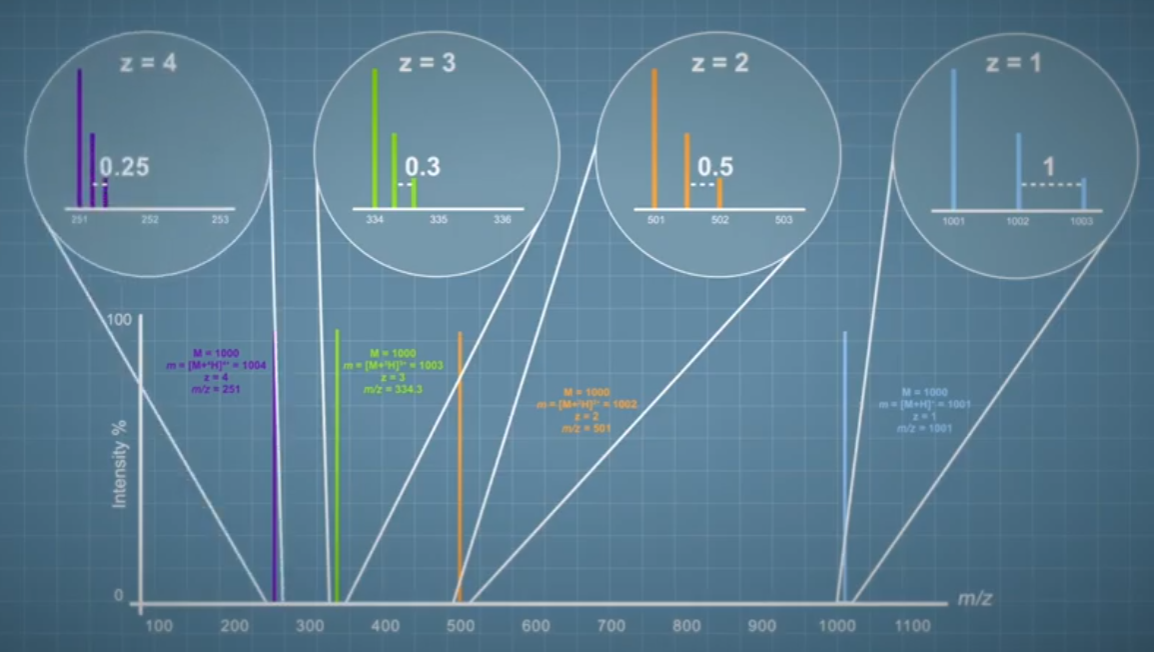 z = 4
0.25
251 252 253
z = 3
0.3
334 335 336
z = 2
0.5
501 502 503
z = 1
1
1001 1002 1003
100
Intensity %
0
M = 1000
m = [M+⁴H]⁴⁺ = 1004
z = 4
m/z = 251
M = 1000
m = [M+³H]³⁺ = 1003
z = 3
m/z = 334.3
M = 1000
m = [M+²H]²⁺ = 1002
z = 2
m/z = 501
M = 1000
m = [M+H]⁺ = 1001
z = 1
m/z = 1001
100 200 300 400 500 600 700 800 900 1000 1100
m/z